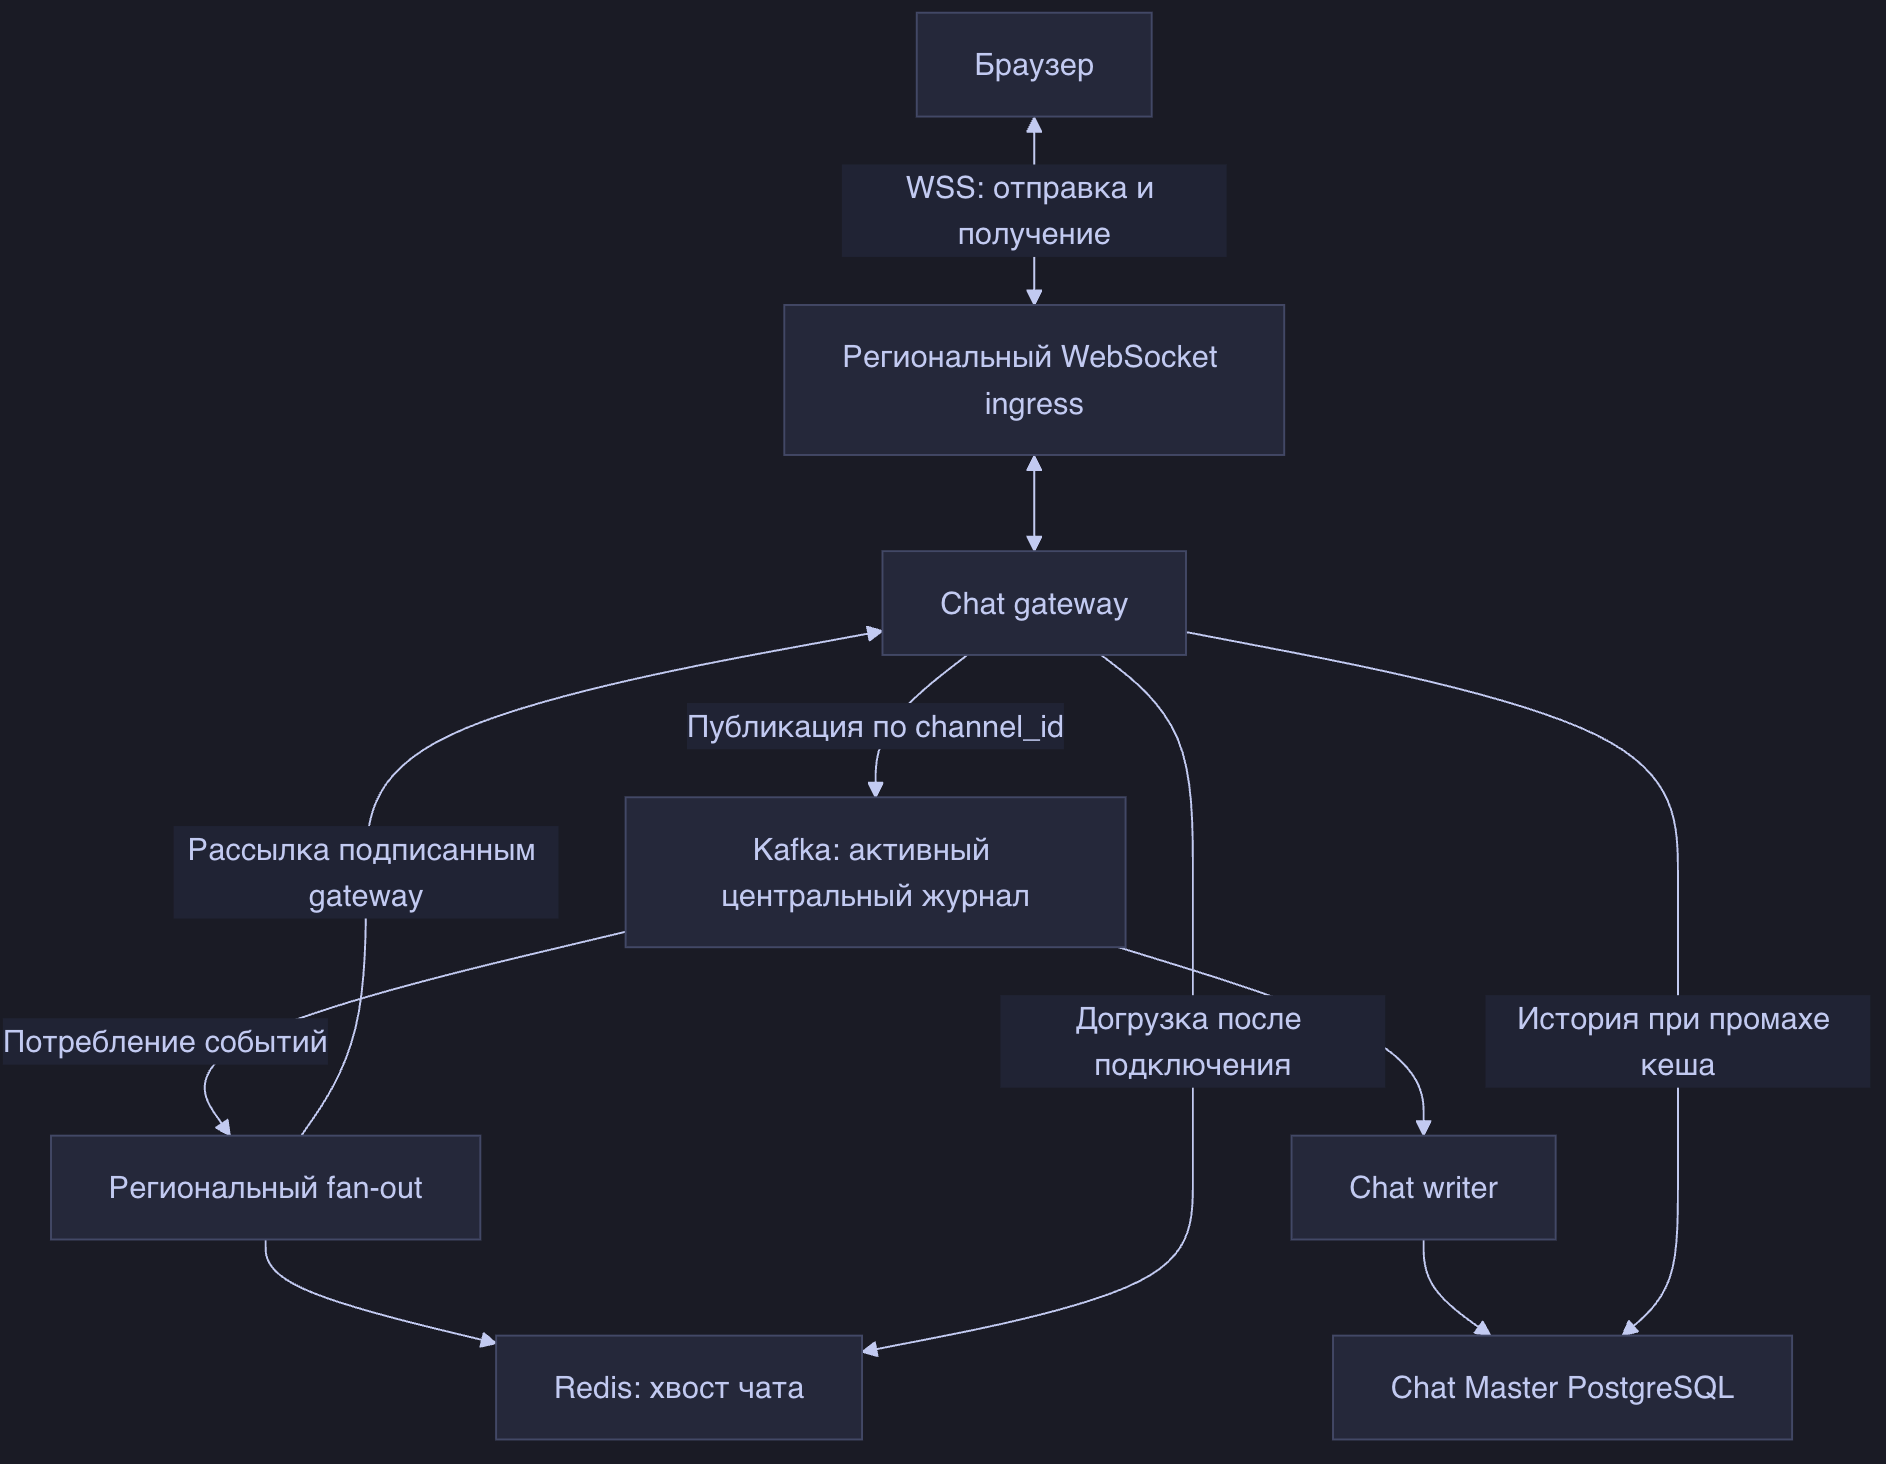 Браузер
WSS: отправка и
получение
Региональный WebSocket
ingress
Chat gateway
Публикация по channel_id
Рассылка подписанным
gateway
Kafka: активный
центральный журнал
Потребление событий
Догрузка после
подключения
История при промахе
кеша
Региональный fan-out
Chat writer
Redis: хвост чата
Chat Master PostgreSQL